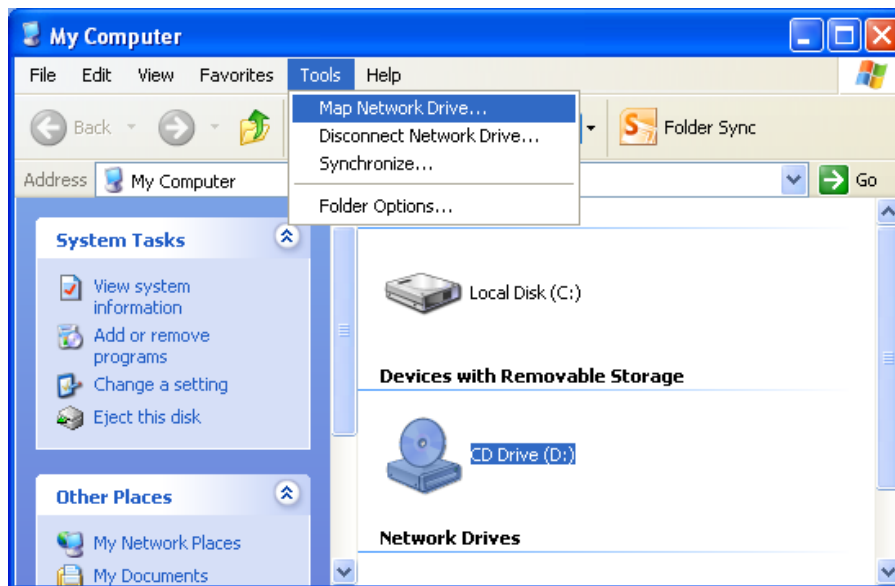 My Computer
File Edit View Favorites Tools Help
Back
Folder Sync
Map Network Drive...
Disconnect Network Drive...
Synchronize...
Folder Options...
Address My Computer
Go
System Tasks
View system
information
Add or remove
programs
Change a setting
Eject this disk
Other Places
My Network Places
My Documents
Local Disk (C:)
Devices with Removable Storage
CD Drive (D:)
Network Drives